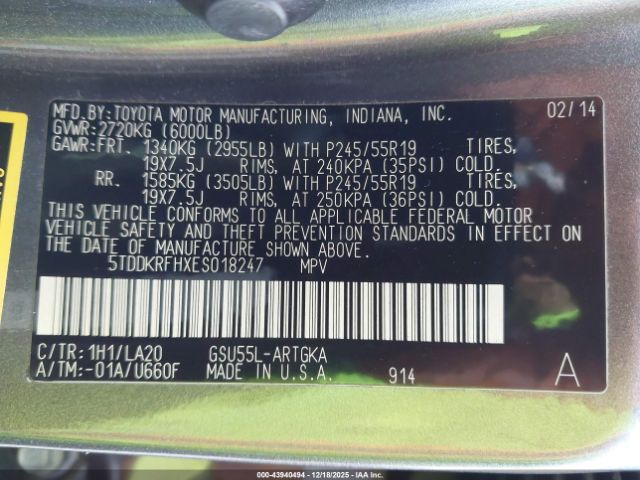 MFD.BY:TOYOTA MOTOR MANUFACTURING, INDIANA, INC. 02/14
GVWR:2720KG (6000LB)
GAWR:FRT. 1340KG (2955LB) WITH P245/55R19 TIRES,
19X7.5J RIMS, AT 240KPA (35PSI) COLD.
RR. 1585KG (3505LB) WITH P245/55R19 TIRES,
19X7.5J RIMS, AT 250KPA (36PSI) COLD.
THIS VEHICLE CONFORMS TO ALL APPLICABLE FEDERAL MOTOR
VEHICLE SAFETY AND THEFT PREVENTION STANDARDS IN EFFECT ON
THE DATE OF MANUFACTURE SHOWN ABOVE.
5TDDKRFHXES018247 MPV
C/TR:1H1/LA20 GSU55L-ARTGKA
A/TM:-01A/U660F MADE IN U.S.A. 914 A
000-43940494 | 12/18/2025 - IAAI.COM